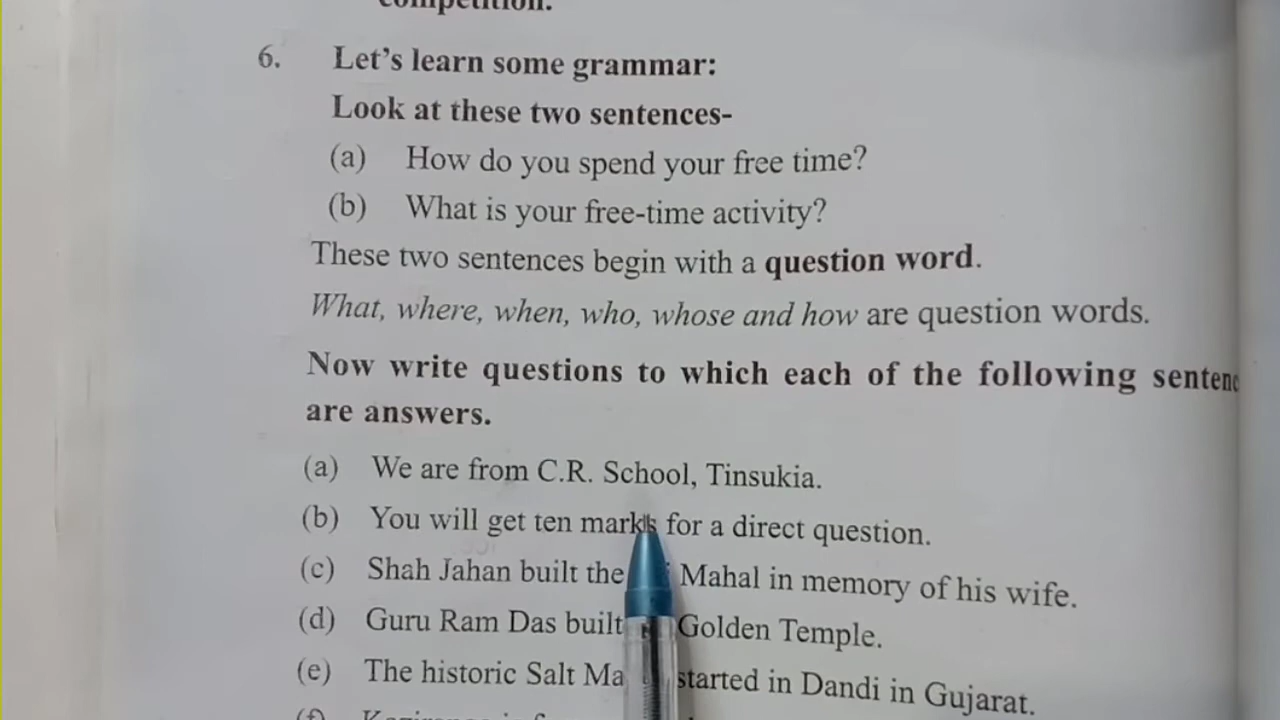 competition.
6. Let's learn some grammar:
Look at these two sentences-
(a) How do you spend your free time?
(b) What is your free-time activity?
These two sentences begin with a question word.
What, where, when, who, whose and how are question words.
Now write questions to which each of the following
are answers.
(a) We are from C.R. School, Tinsukia.
(b) You will get ten marks for a direct question.
(c) Shah Jahan built the Mahal in memory of his wife.
(d) Guru Ram Das built Golden Temple.
(e) The historic Salt started in Dandi in Gujarat.
(f)